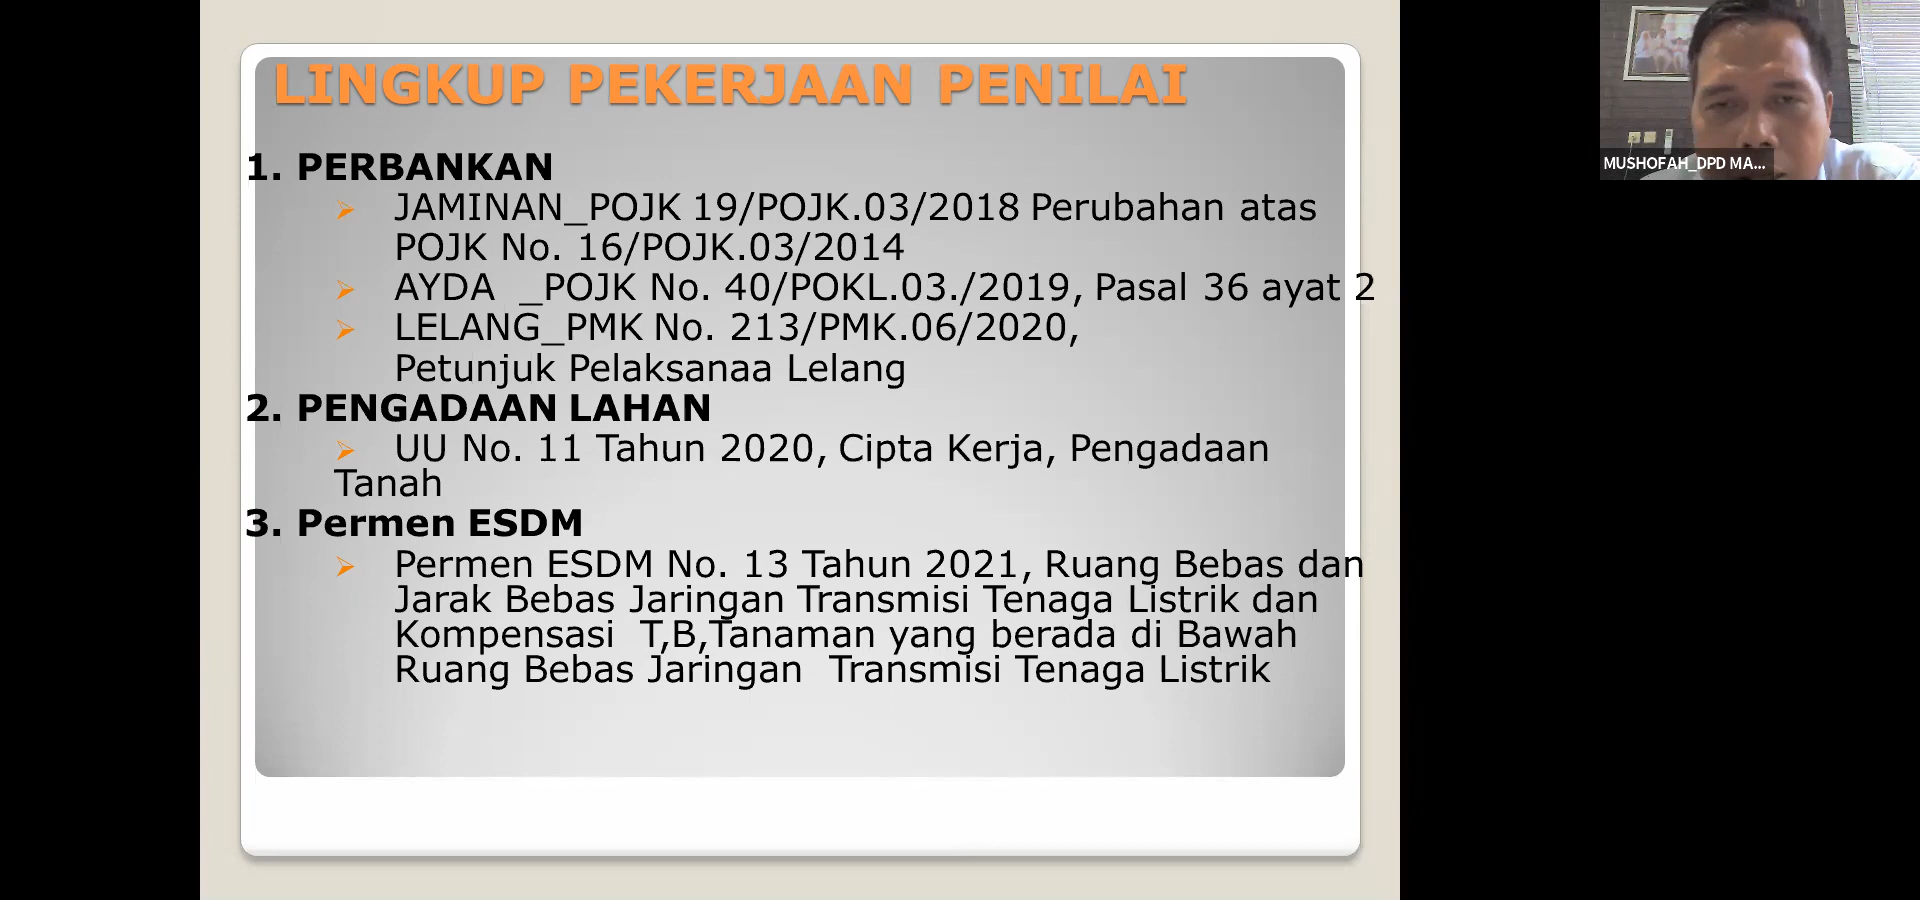 LINGKUP PEKERJAAN PENILAI
1. PERBANKAN
➢ JAMINAN_POJK 19/POJK.03/2018 Perubahan atas
POJK No. 16/POJK.03/2014
➢ AYDA _POJK No. 40/POKL.03./2019, Pasal 36 ayat 2
➢ LELANG_PMK No. 213/PMK.06/2020,
Petunjuk Pelaksanaa Lelang
2. PENGADAAN LAHAN
➢ UU No. 11 Tahun 2020, Cipta Kerja, Pengadaan
Tanah
3. Permen ESDM
➢ Permen ESDM No. 13 Tahun 2021, Ruang Bebas dan
Jarak Bebas Jaringan Transmisi Tenaga Listrik dan
Kompensasi T,B,Tanaman yang berada di Bawah
Ruang Bebas Jaringan Transmisi Tenaga Listrik
MUSHOFAH_DPD MA...